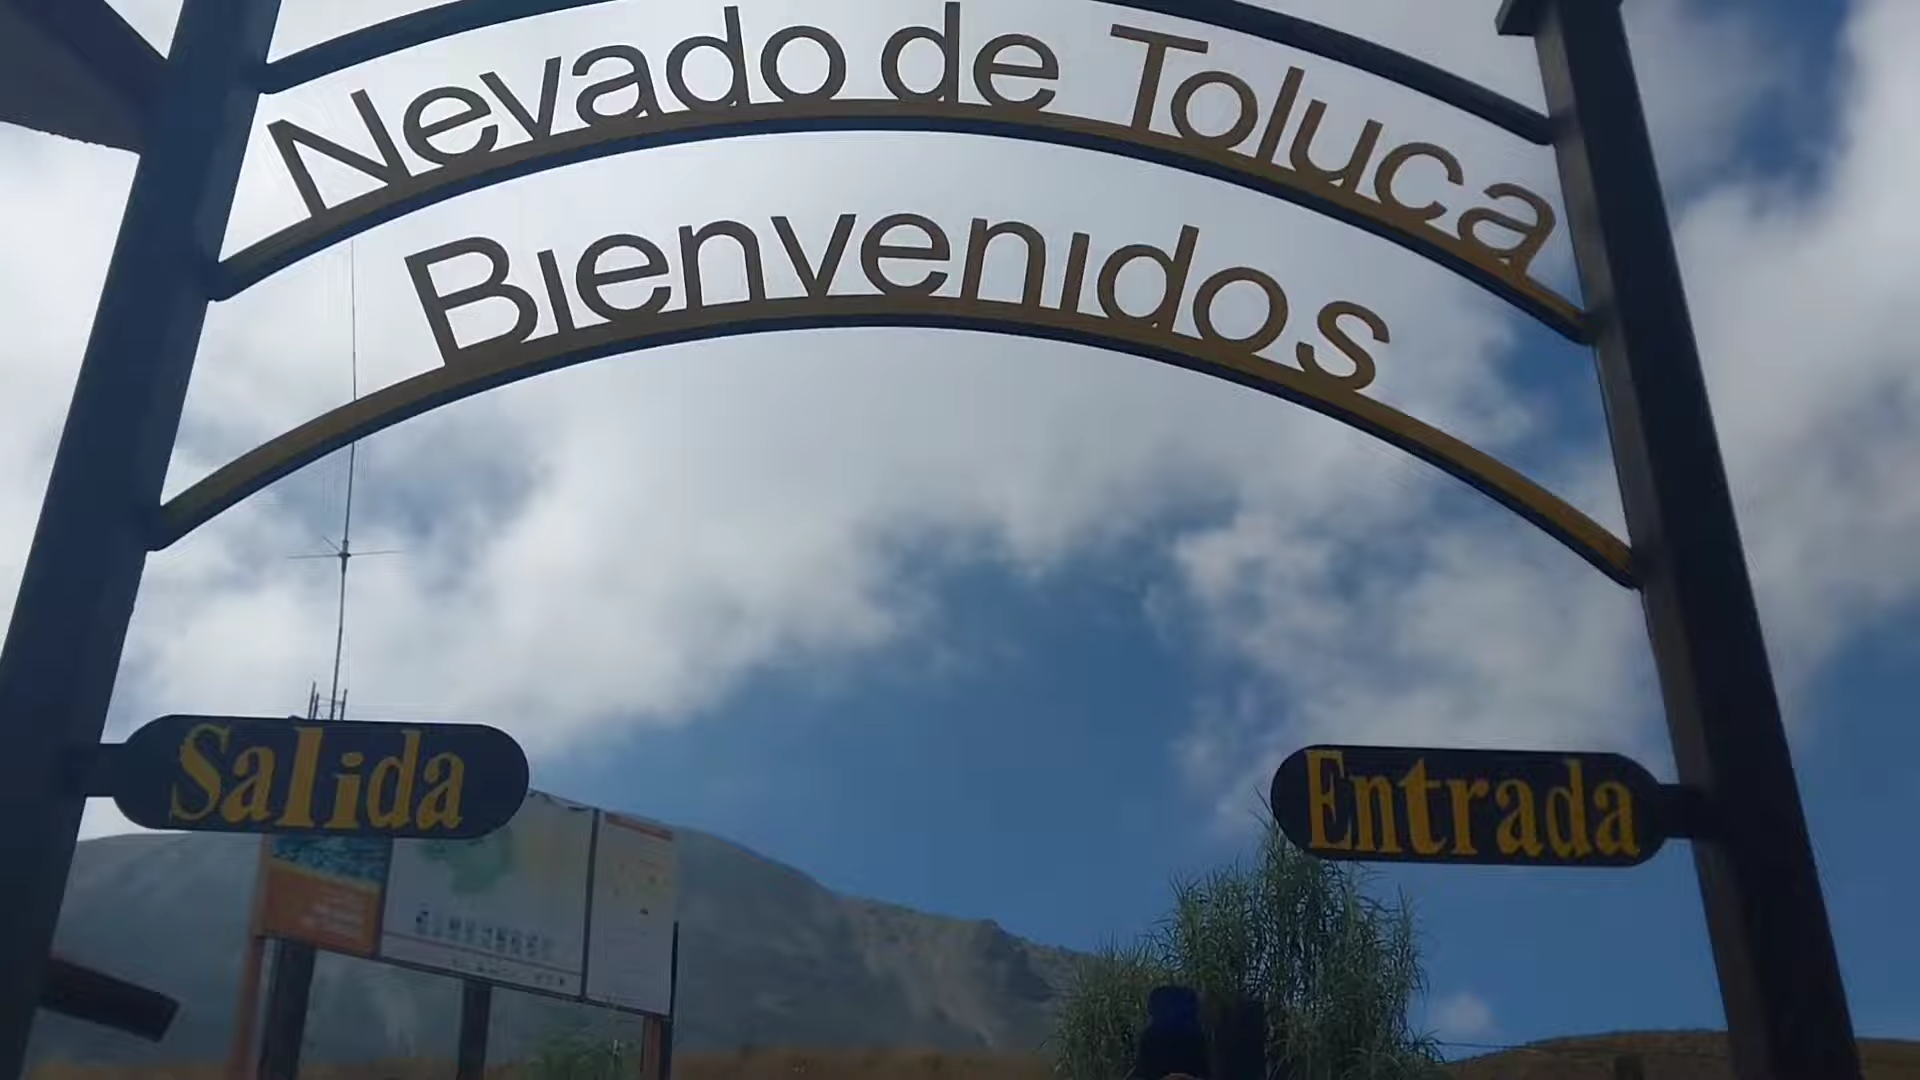 Nevado de Toluca
Bienvenidos
Salida
Entrada